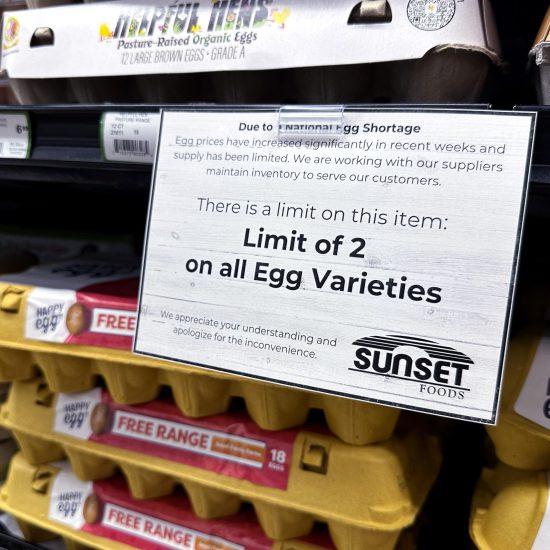 HELPFUL HENS
Pasture-Raised Organic Eggs
12 LARGE BROWN EGGS • GRADE A
Due to National Egg Shortage
Egg prices have increased significantly in recent weeks and
supply has been limited. We are working with our suppliers
maintain inventory to serve our customers.
There is a limit on this item:
Limit of 2
on all Egg Varieties
We appreciate your understanding and
apologize for the inconvenience.
SUNSET
FOODS
HAPPY
egg
FREE
HAPPY
egg
FREE RANGE
18
EGGS
HAPPY
egg
FREE RANGE